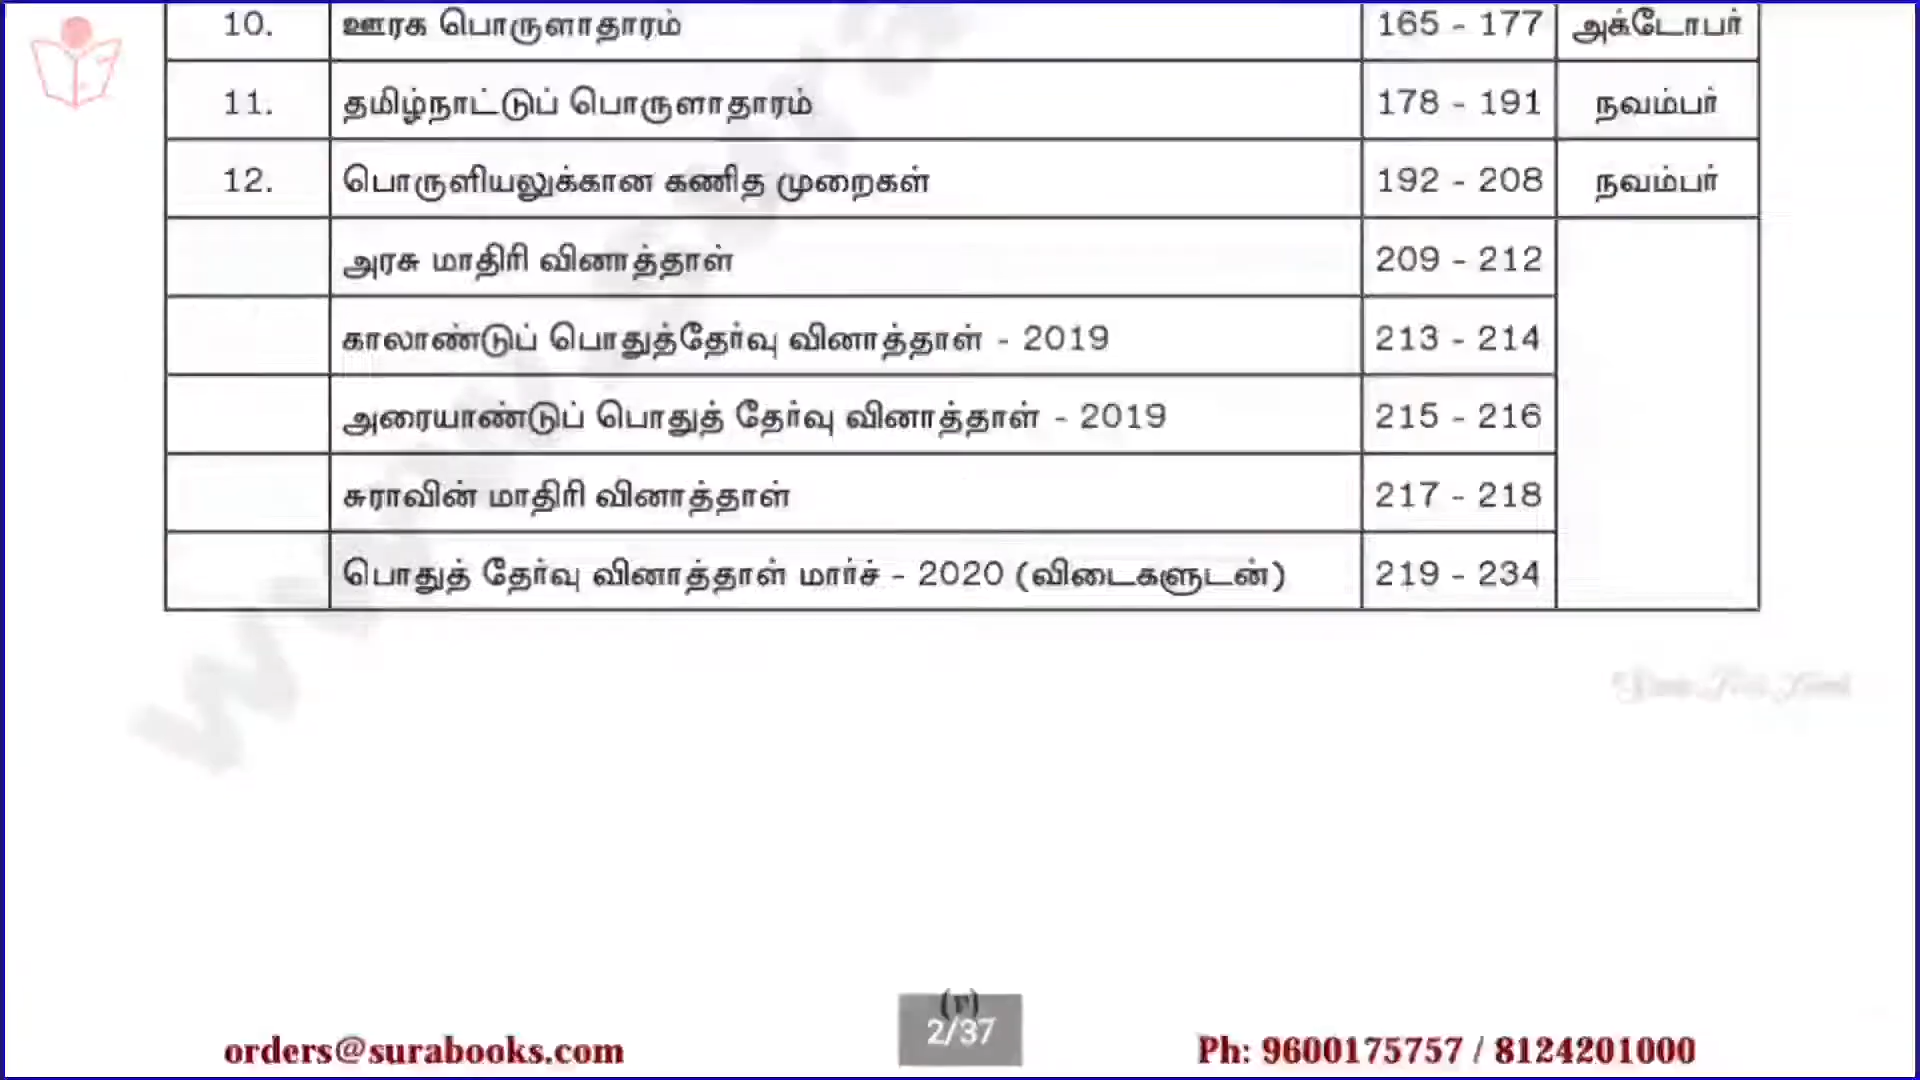 10. ஊரக பொருளாதாரம் 165 - 177 அக்டோபர்
11. தமிழ்நாட்டுப் பொருளாதாரம் 178 - 191 நவம்பர்
12. பொருளியலுக்கான கணித முறைகள் 192 - 208 நவம்பர்
அரசு மாதிரி வினாத்தாள் 209 - 212
காலாண்டுப் பொதுத்தேர்வு வினாத்தாள் - 2019 213 - 214
அரையாண்டுப் பொதுத் தேர்வு வினாத்தாள் - 2019 215 - 216
சுராவின் மாதிரி வினாத்தாள் 217 - 218
பொதுத் தேர்வு வினாத்தாள் மார்ச் - 2020 (விடைகளுடன்) 219 - 234
2/37
orders@surabooks.com Ph: 9600175757 / 8124201000